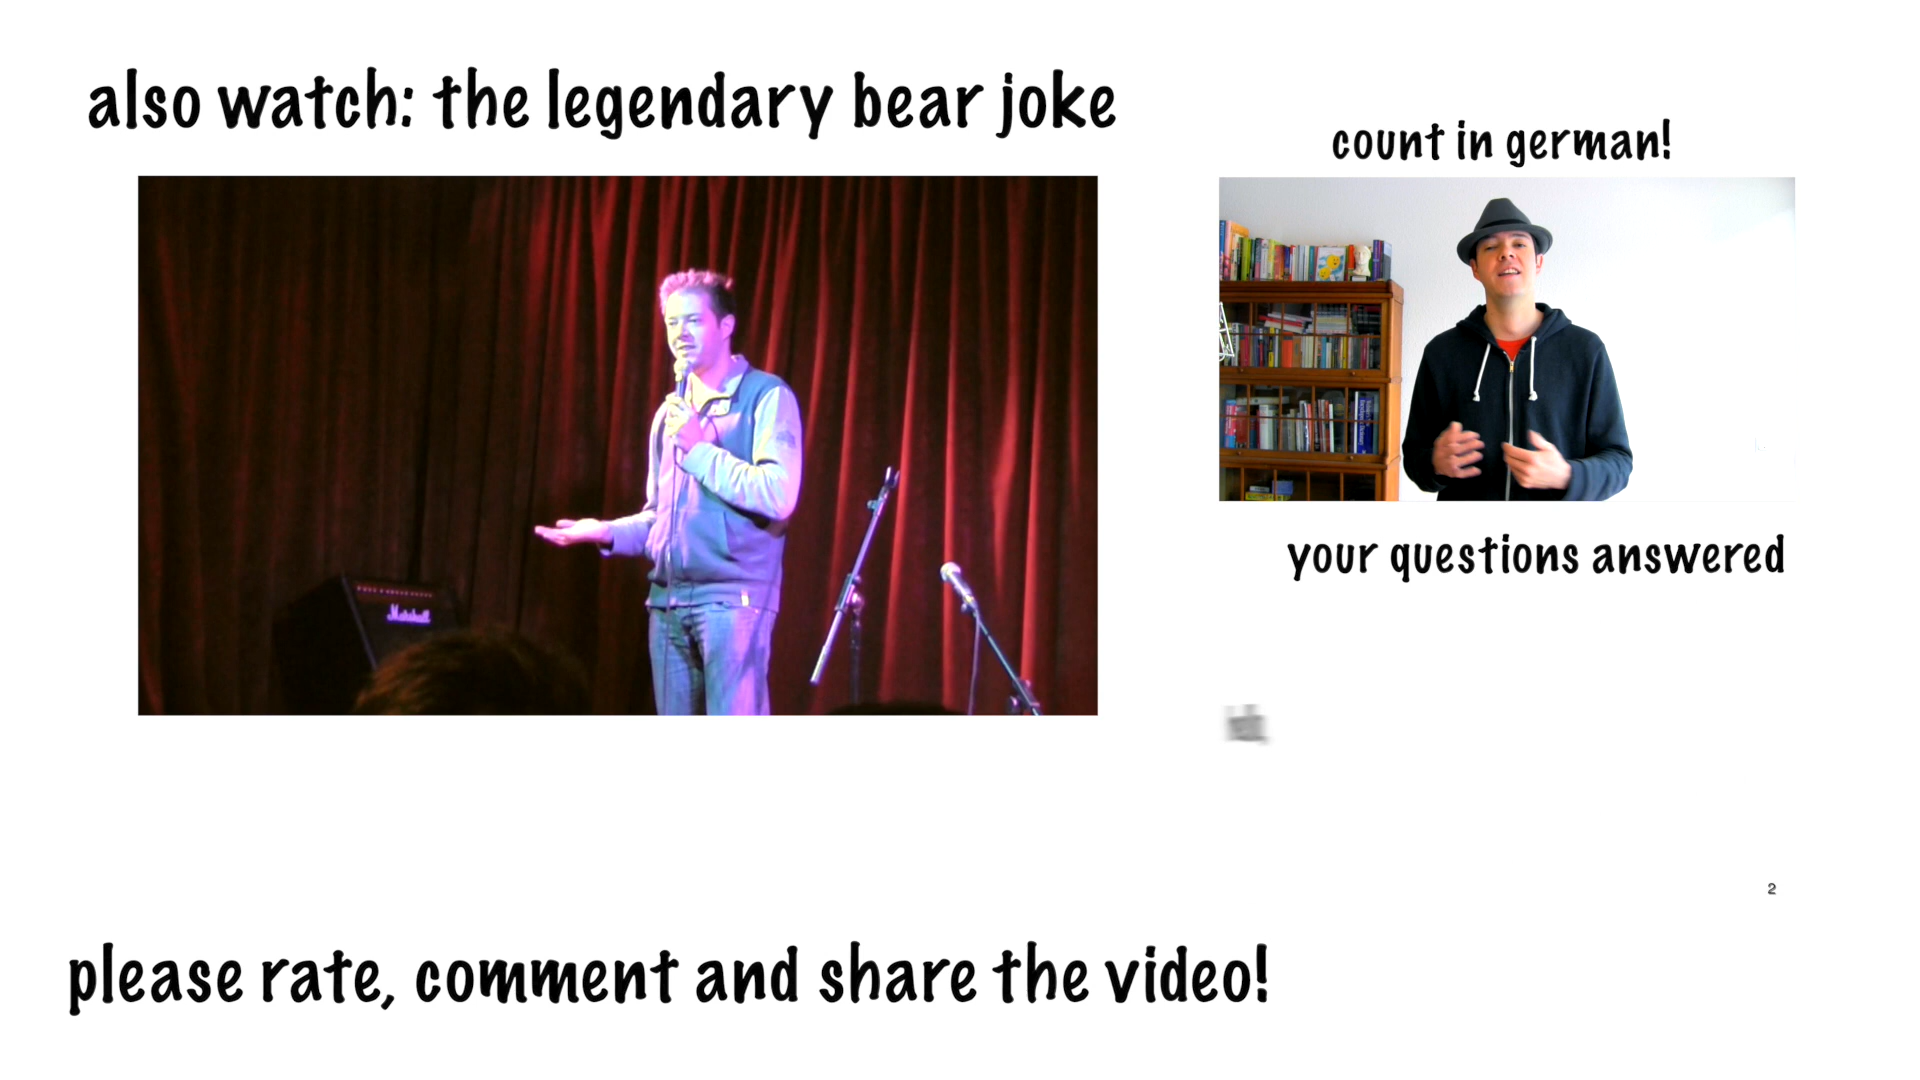 also watch: the legendary bear joke
count in german!
Marshall
your questions answered
2
please rate, comment and share the video!